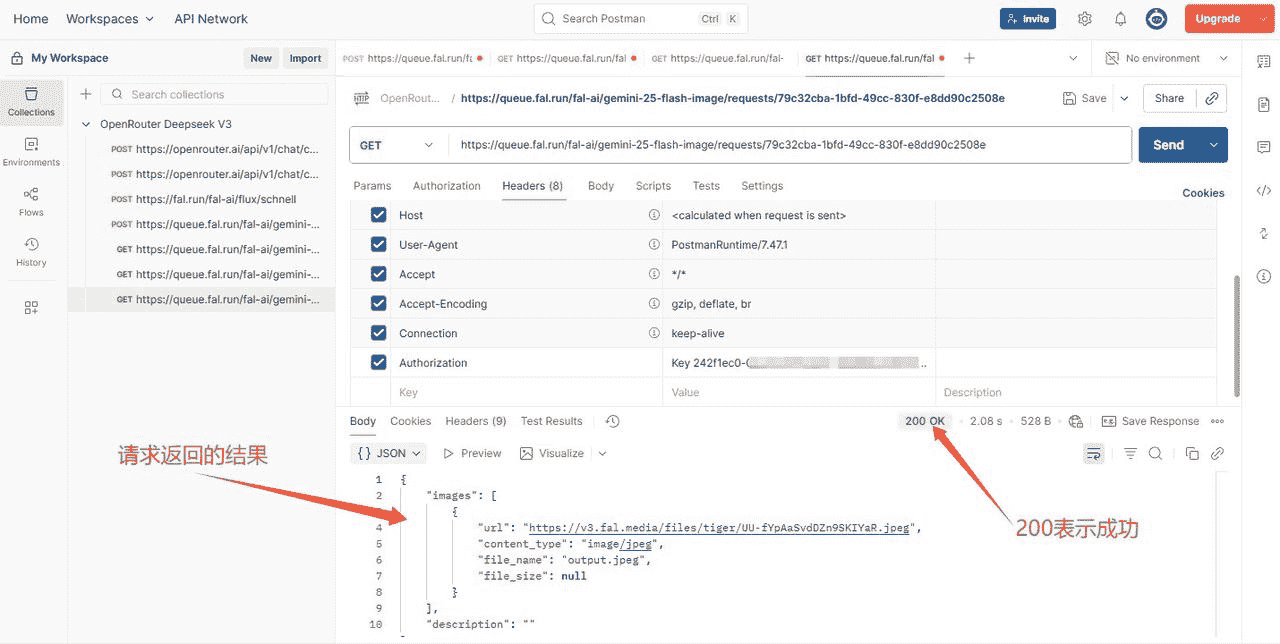 Home Workspaces API Network Search Postman Ctrl K Invite Upgrade
My Workspace New Import
POST https://queue.fal.run/fa GET https://queue.fal.run/fal GET https://queue.fal.run/fal- GET https://queue.fal.run/fal No environment
Collections
Environments
Flows
History
Search collections
OpenRouter Deepseek V3
POST https://openrouter.ai/api/v1/chat/c...
POST https://openrouter.ai/api/v1/chat/c...
POST https://fal.run/fal-ai/flux/schnell
POST https://queue.fal.run/fal-ai/gemini-...
GET https://queue.fal.run/fal-ai/gemini-...
GET https://queue.fal.run/fal-ai/gemini-...
GET https://queue.fal.run/fal-ai/gemini-...
HTTP OpenRout... / https://queue.fal.run/fal-ai/gemini-25-flash-image/requests/79c32cba-1bfd-49cc-830f-e8dd90c2508e Save Share
GET https://queue.fal.run/fal-ai/gemini-25-flash-image/requests/79c32cba-1bfd-49cc-830f-e8dd90c2508e Send
Params Authorization Headers (8) Body Scripts Tests Settings Cookies
Host <calculated when request is sent>
User-Agent PostmanRuntime/7.47.1
Accept */*
Accept-Encoding gzip, deflate, br
Connection keep-alive
Authorization Key 242f1ec0- ..
Key Value Description
Body Cookies Headers (9) Test Results 200 OK 2.08 s 528 B Save Response
{} JSON Preview Visualize
请求返回的结果
200表示成功
1 {
2 "images": [
3 {
4 "url": "https://v3.fal.media/files/tiger/UU-fYpAaSvdDZn9SKIYaR.jpeg",
5 "content_type": "image/jpeg",
6 "file_name": "output.jpeg",
7 "file_size": null
8 }
9 ],
10 "description": ""